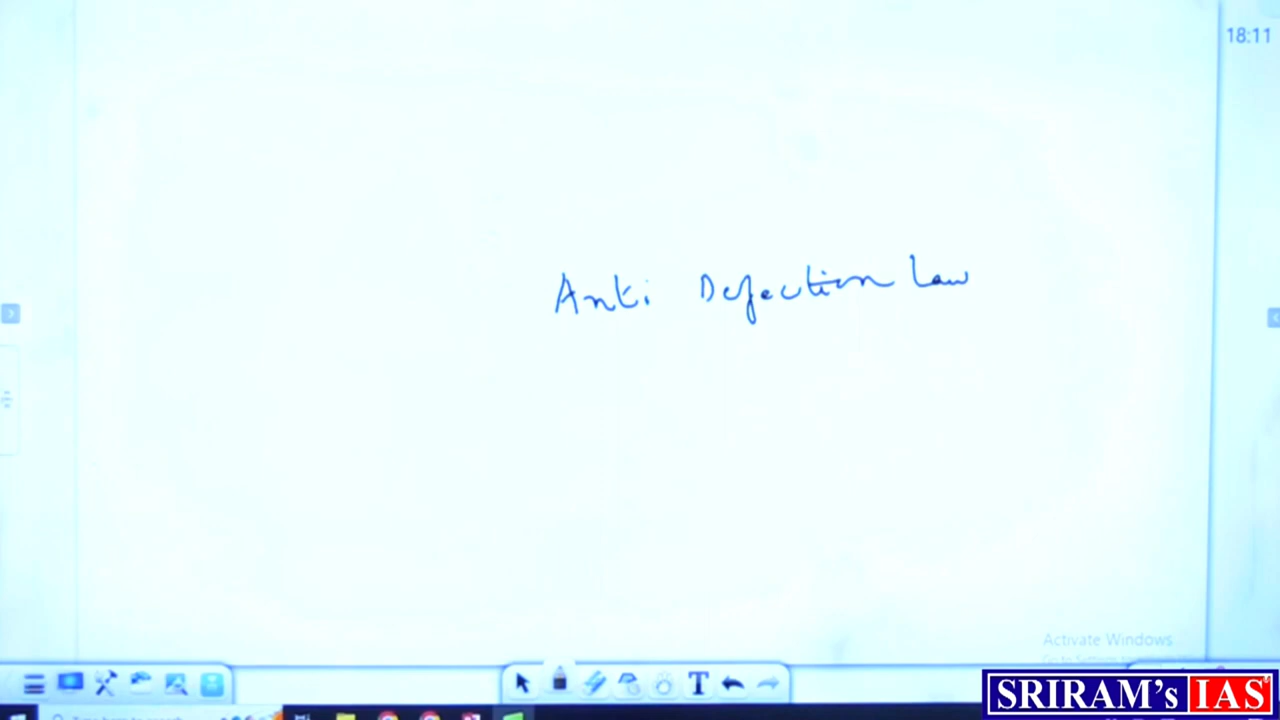 18:11
Anti Defection Law
Activate Windows
T
SRIRAM's IAS